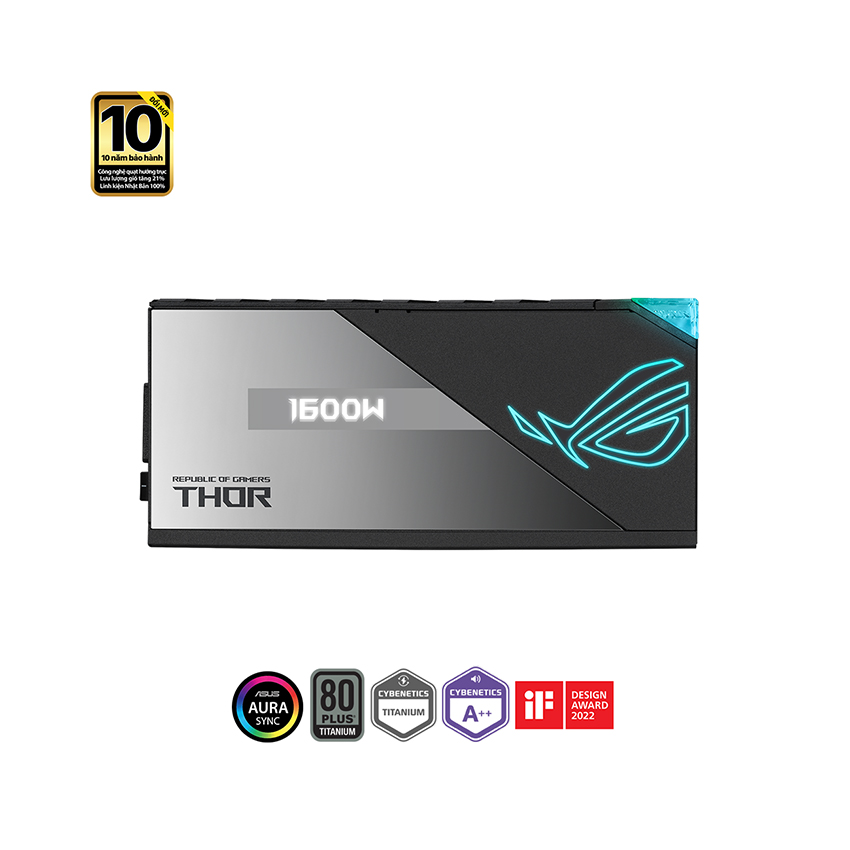 ĐỔI MỚI
10
10 năm bảo hành
Công nghệ quạt hướng trục
Lưu lượng gió tăng 21%
Linh kiện Nhật Bản 100%
1600W
REPUBLIC OF GAMERS
THOR
ASUS
AURA
SYNC
80
PLUS
TITANIUM
CYBENETICS
TITANIUM
CYBENETICS
A++
iF
DESIGN
AWARD
2022